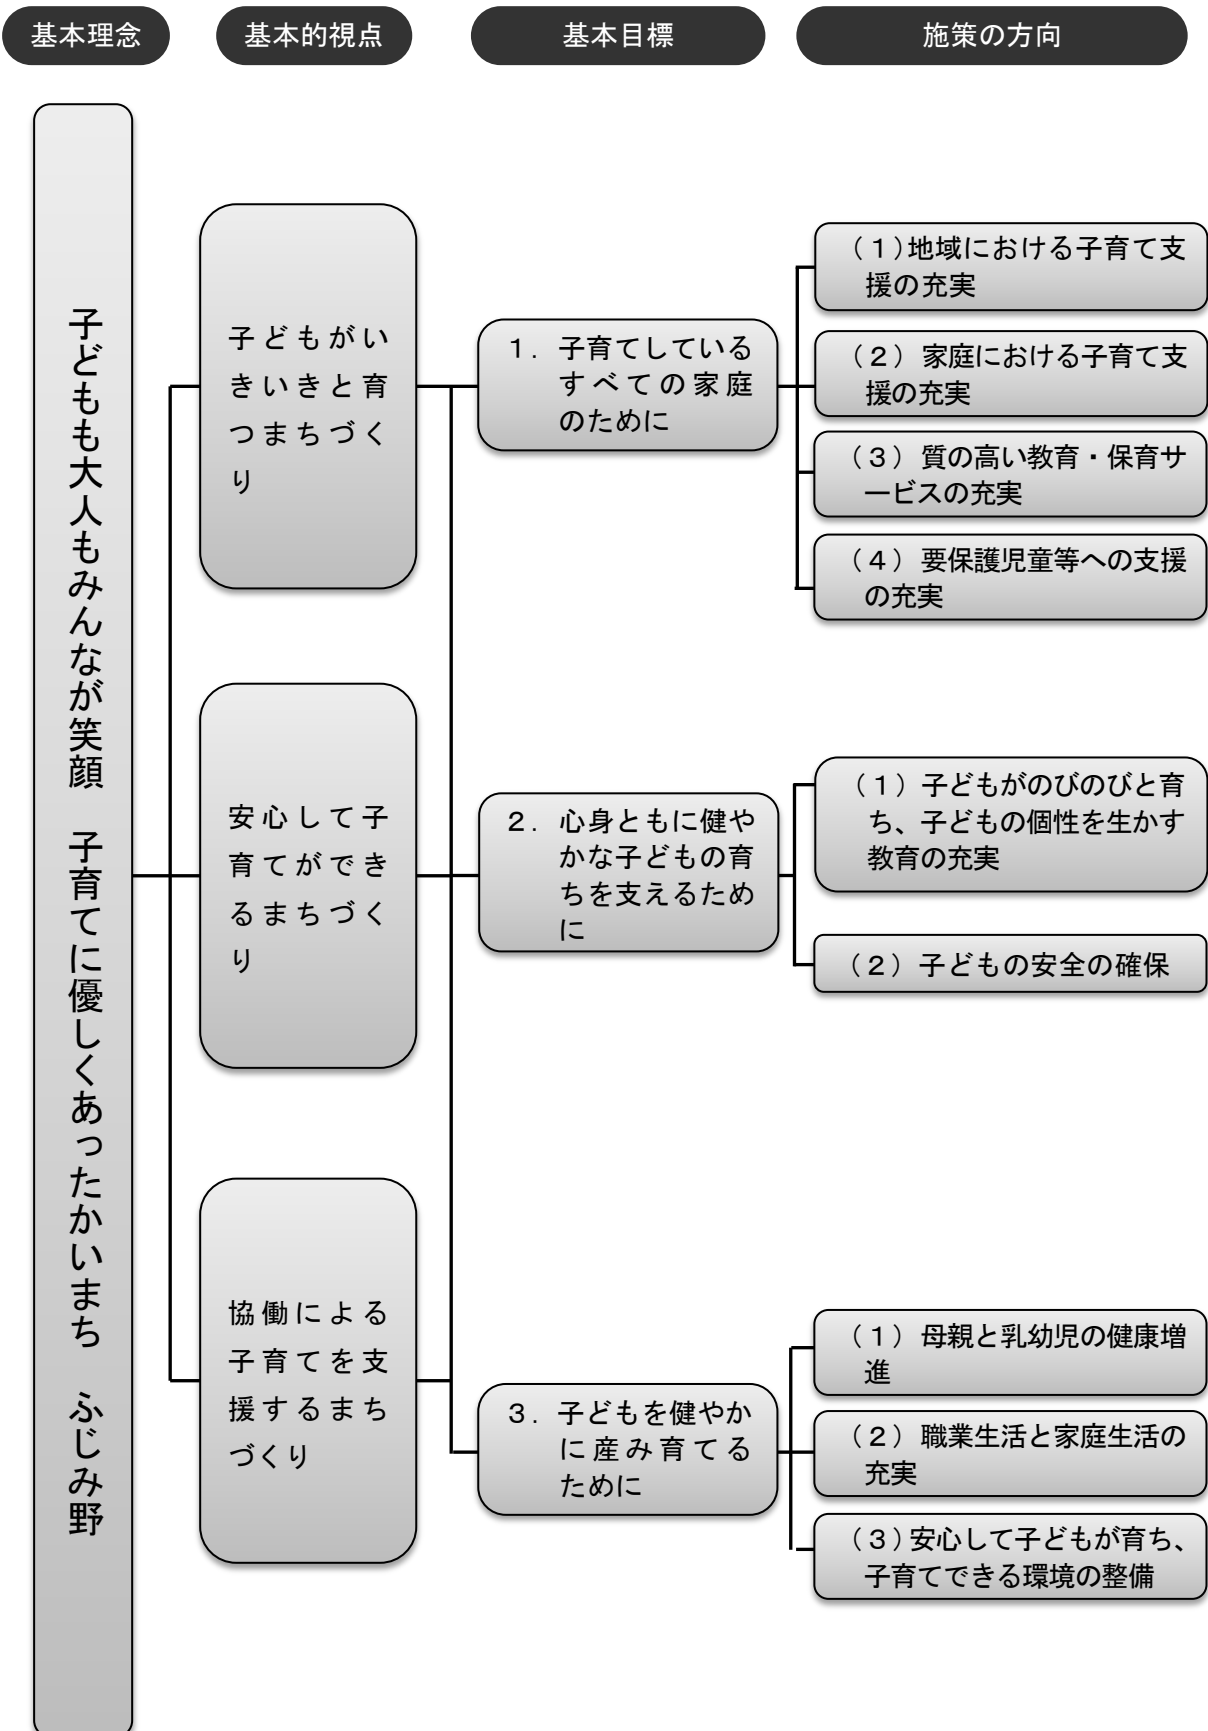 基本理念
基本的視点
基本目標
施策の方向
子どもも大人もみんなが笑顔　子育てに優しくあったかいまち　ふじみ野
子どもがい
きいきと育
つまちづく
り
安心して子
育てができ
るまちづく
り
協働による
子育てを支
援するまち
づくり
１．子育てしている
すべての家庭
のために
（１）地域における子育て支
援の充実
（２）家庭における子育て支
援の充実
（３）質の高い教育・保育サ
ービスの充実
（４）要保護児童等への支援
の充実
２．心身ともに健や
かな子どもの育
ちを支えるため
に
（１）子どもがのびのびと育
ち、子どもの個性を生かす
教育の充実
（２）子どもの安全の確保
３．子どもを健やか
に産み育てる
ために
（１）母親と乳幼児の健康増
進
（２）職業生活と家庭生活の
充実
（３）安心して子どもが育ち、
子育てできる環境の整備